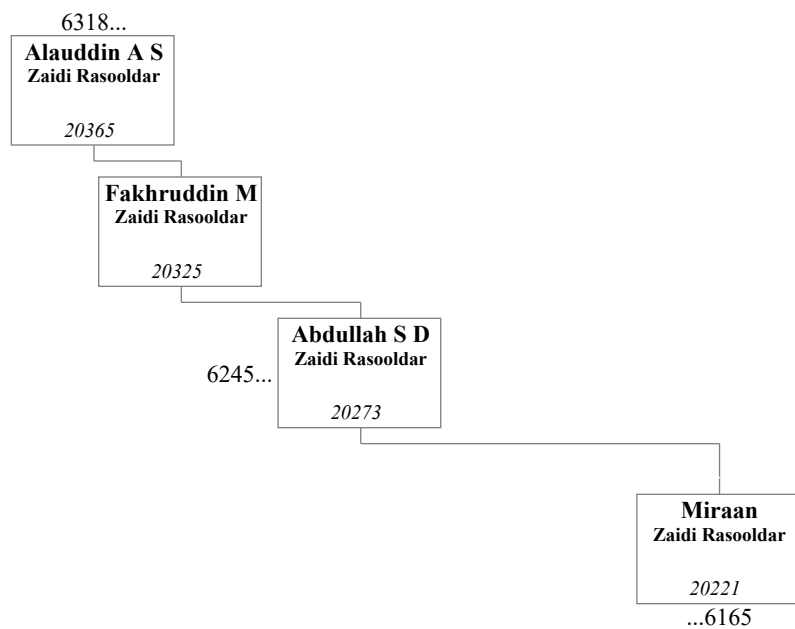 6318...
Alauddin A S
Zaidi Rasooldar
20365
Fakhruddin M
Zaidi Rasooldar
20325
Abdullah S D
Zaidi Rasooldar
6245...
20273
Miraan
Zaidi Rasooldar
20221
...6165